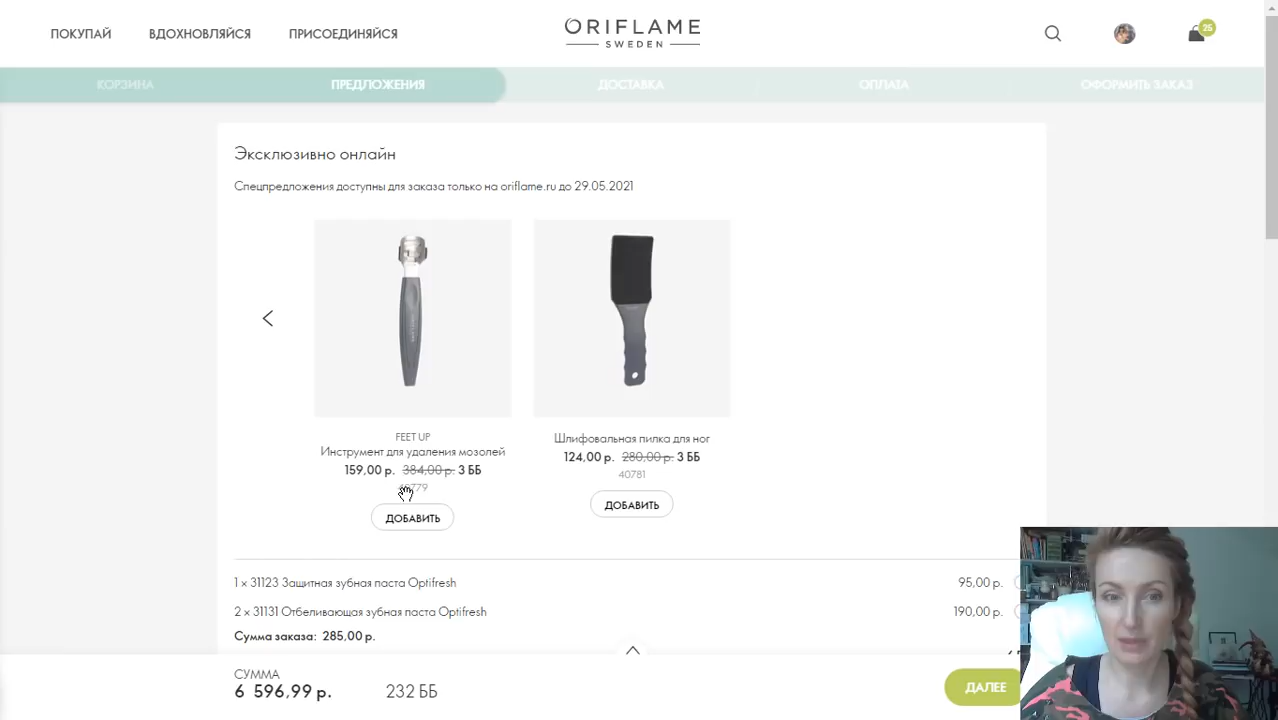 ПОКУПАЙ ВДОХНОВЛЯЙСЯ ПРИСОЕДИНЯЙСЯ
ORIFLAME
SWEDEN
25
КОРЗИНА ПРЕДЛОЖЕНИЯ ДОСТАВКА ОПЛАТА ОФОРМИТЬ ЗАКАЗ
Эксклюзивно онлайн
Спецпредложения доступны для заказа только на oriflame.ru до 29.05.2021
FEET UP
Инструмент для удаления мозолей
159,00 р. 384,00 р. 3 ББ
ДОБАВИТЬ
Шлифовальная пилка для ног
124,00 р. 280,00 р. 3 ББ
40781
ДОБАВИТЬ
1 x 31123 Защитная зубная паста Optifresh 95,00 р.
2 x 31131 Отбеливающая зубная паста Optifresh 190,00 р.
Сумма заказа: 285,00 р.
СУММА
6 596,99 р. 232 ББ
ДАЛЕЕ